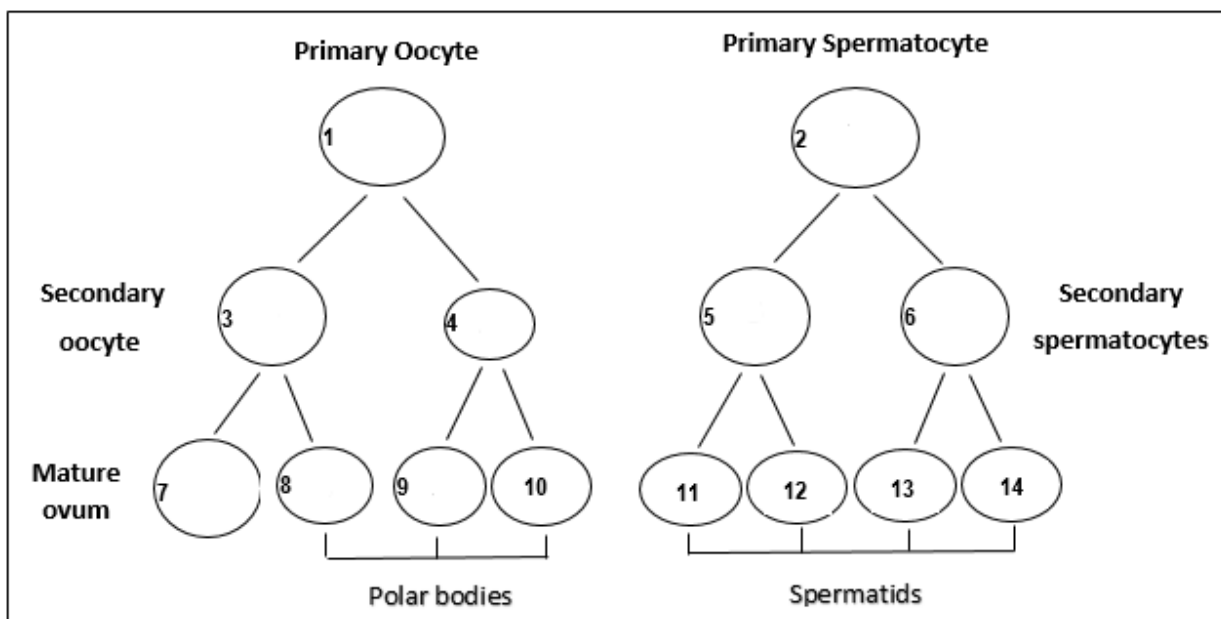 Primary Oocyte
Primary Spermatocyte
1
2
Secondary
oocyte
3
4
5
6
Secondary
spermatocytes
Mature
ovum
7
8
9
10
11
12
13
14
Polar bodies
Spermatids